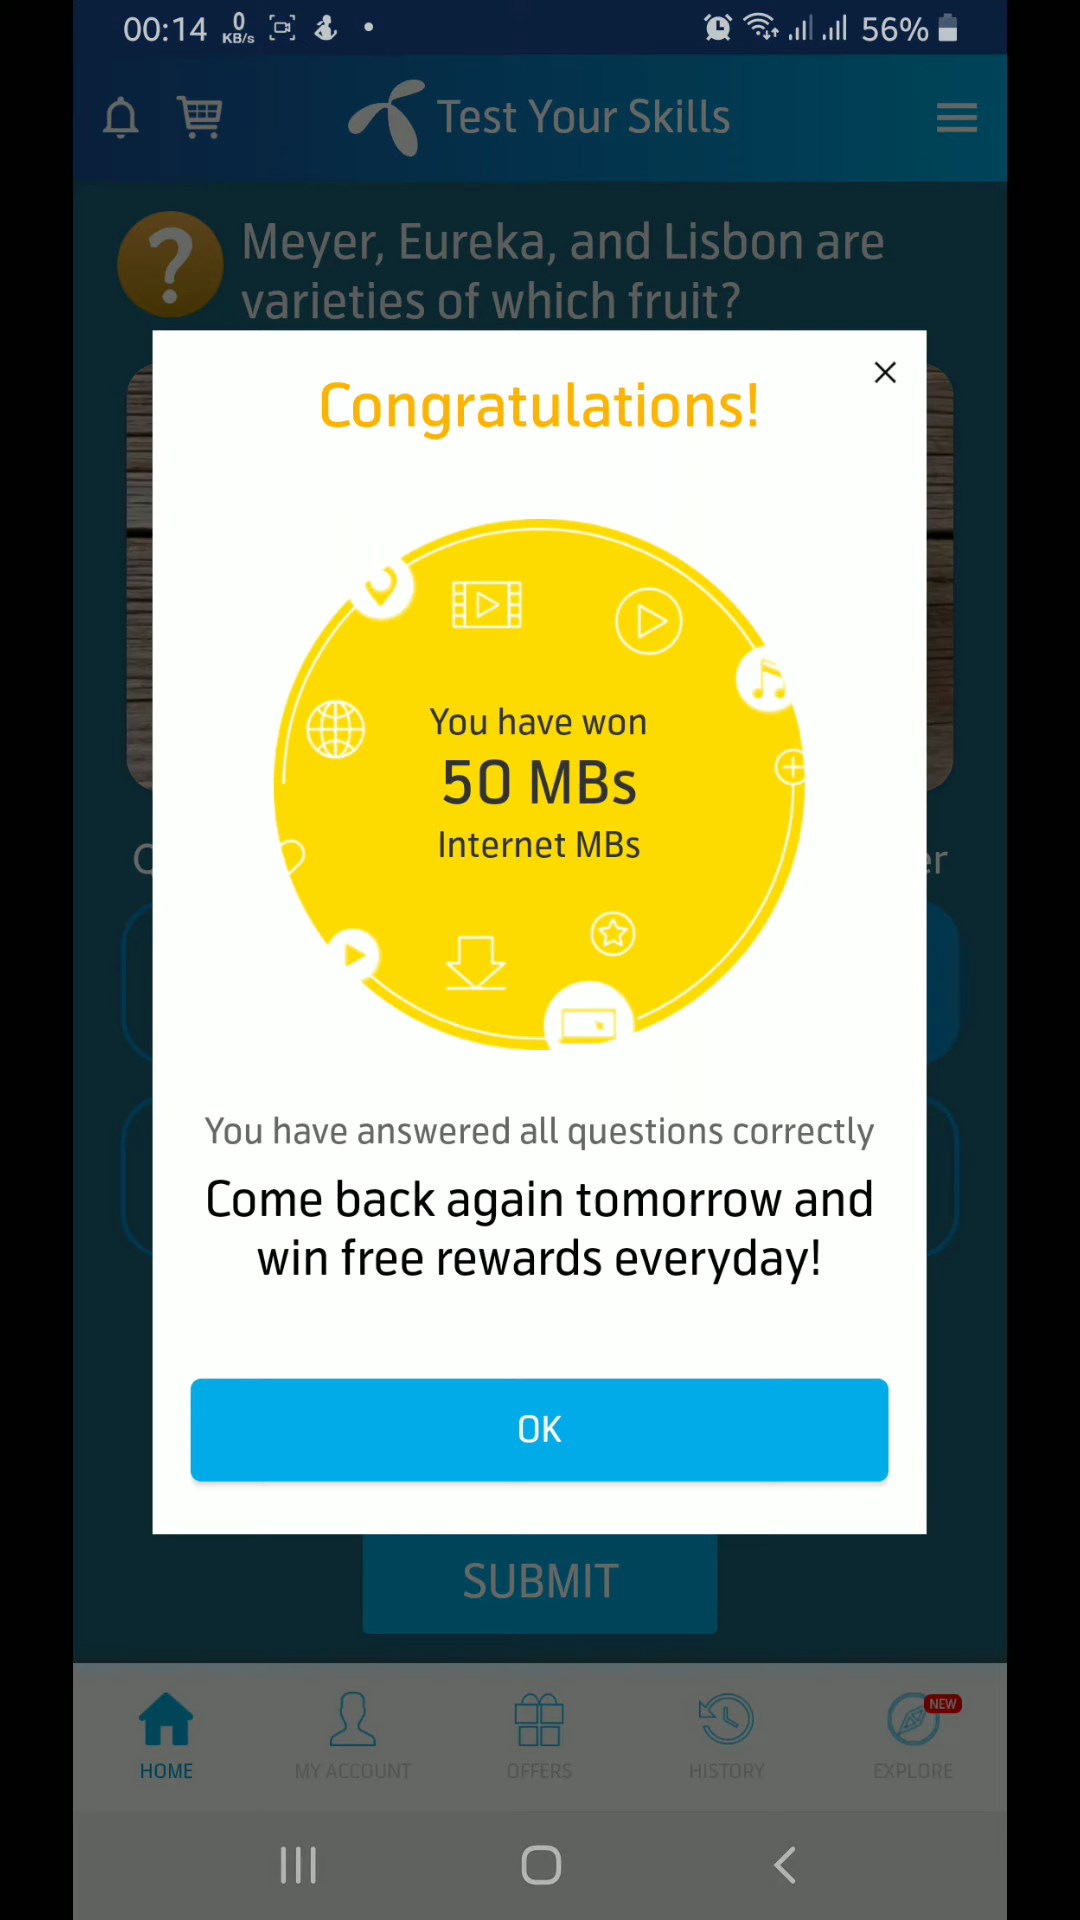 00:14 0 KB/s 56%
Test Your Skills
Meyer, Eureka, and Lisbon are
varieties of which fruit?
Congratulations!
You have won
50 MBs
Internet MBs
You have answered all questions correctly
Come back again tomorrow and
win free rewards everyday!
OK
SUBMIT
NEW
HOME MY ACCOUNT OFFERS HISTORY EXPLORE